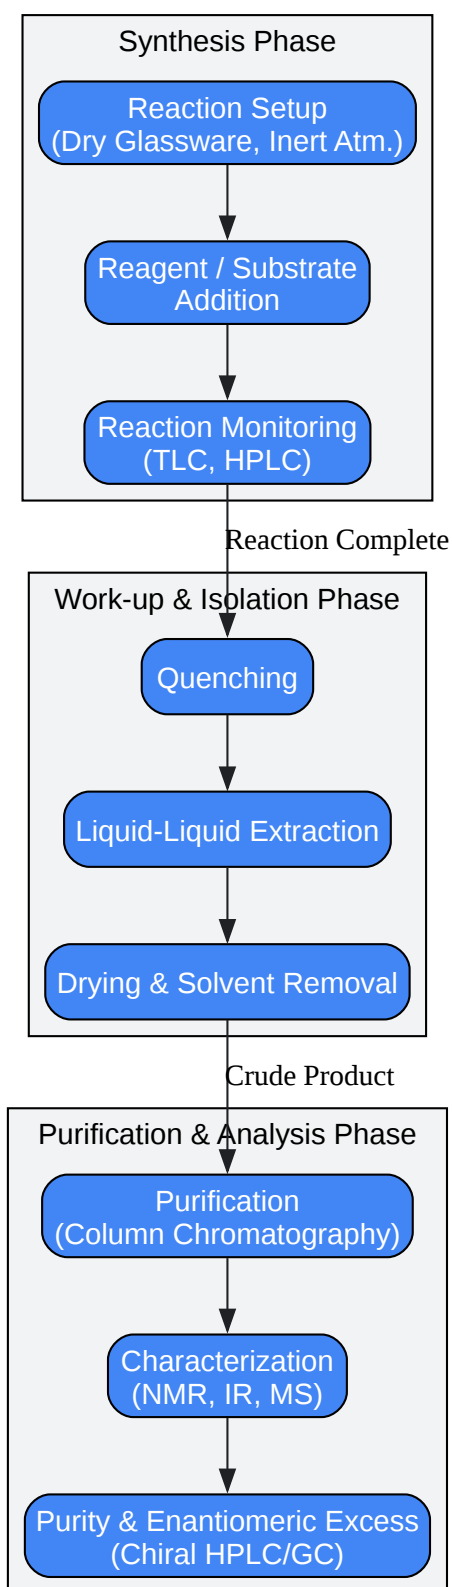 Synthesis Phase
Reaction Setup
(Dry Glassware, Inert Atm.)
Reagent / Substrate
Addition
Reaction Monitoring
(TLC, HPLC)
Reaction Complete
Work-up & Isolation Phase
Quenching
Liquid-Liquid Extraction
Drying & Solvent Removal
Crude Product
Purification & Analysis Phase
Purification
(Column Chromatography)
Characterization
(NMR, IR, MS)
Purity & Enantiomeric Excess
(Chiral HPLC/GC)